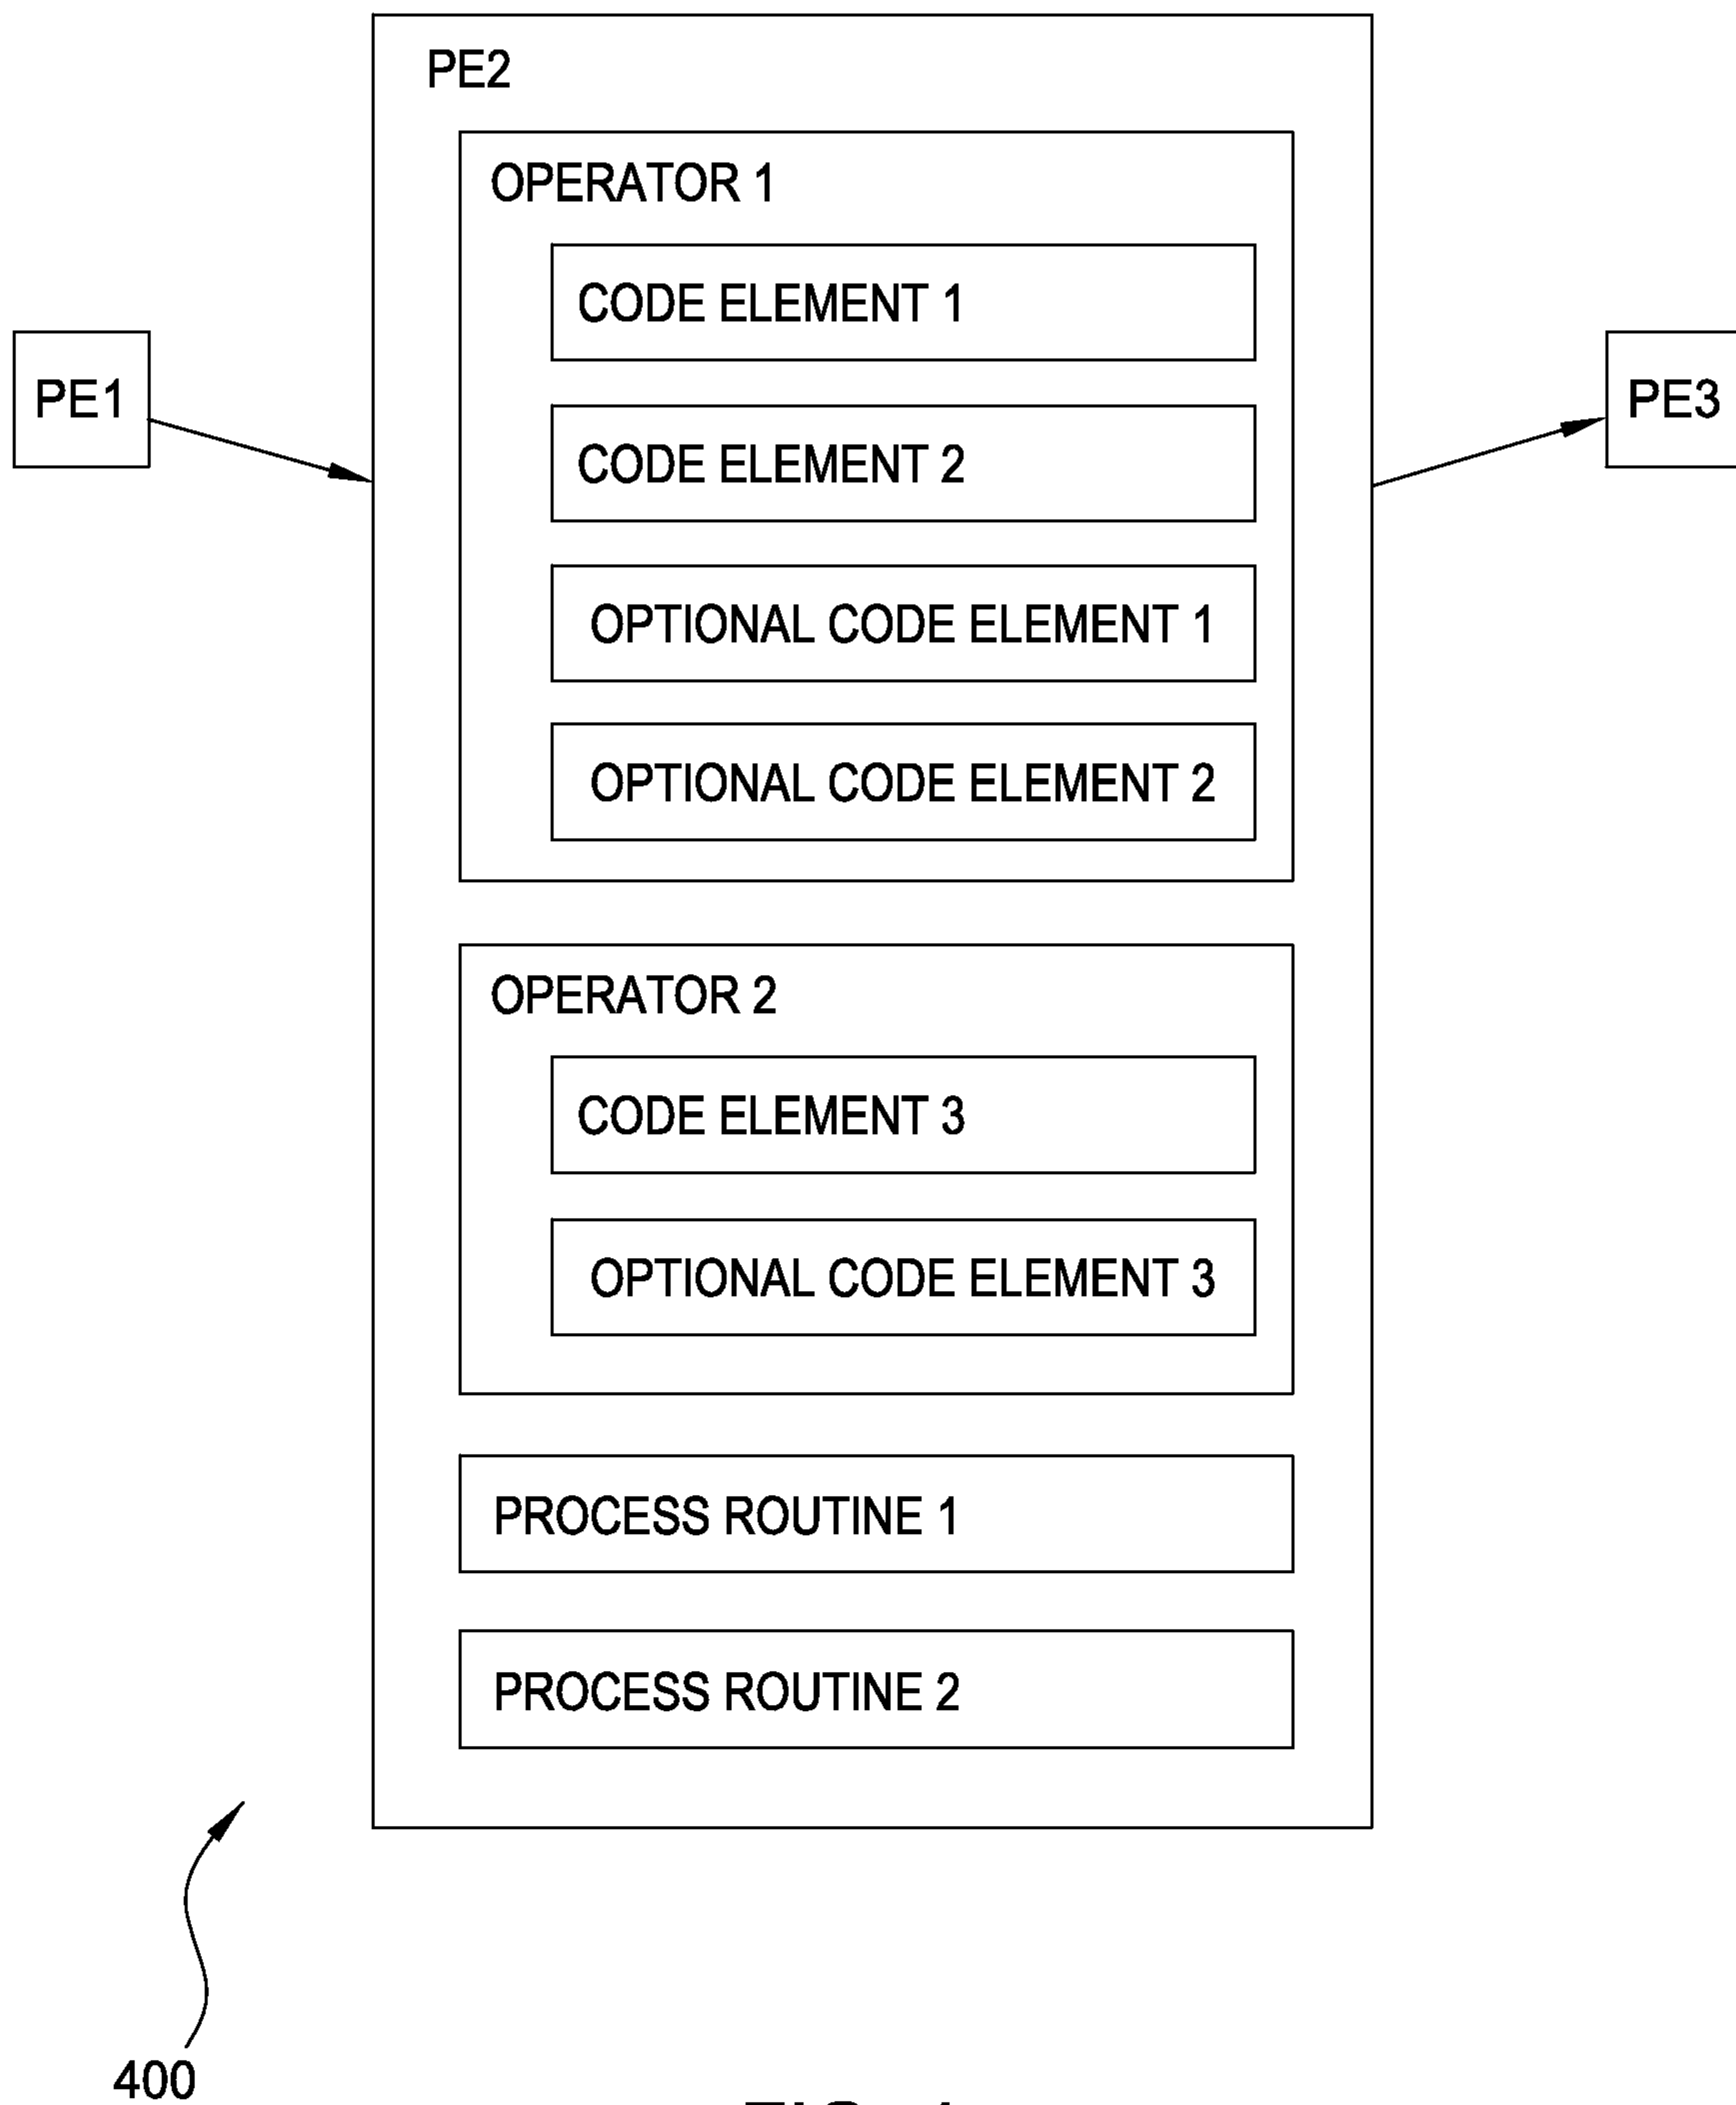 PE2
OPERATOR 1
CODE ELEMENT 1
CODE ELEMENT 2
OPTIONAL CODE ELEMENT 1
OPTIONAL CODE ELEMENT 2
PE1
PE3
OPERATOR 2
CODE ELEMENT 3
OPTIONAL CODE ELEMENT 3
PROCESS ROUTINE 1
PROCESS ROUTINE 2
400